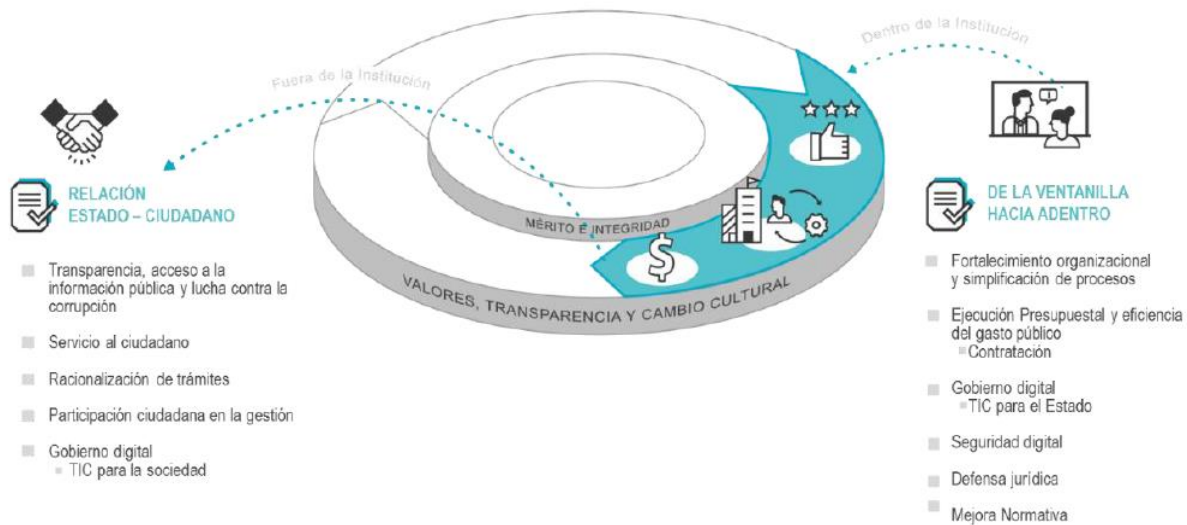 Fuera de la Institución
Dentro de la Institución
RELACIÓN
ESTADO – CIUDADANO
Transparencia, acceso a la
información pública y lucha contra la
corrupción
Servicio al ciudadano
Racionalización de trámites
Participación ciudadana en la gestión
Gobierno digital
TIC para la sociedad
MÉRITO E INTEGRIDAD
$
VALORES, TRANSPARENCIA Y CAMBIO CULTURAL
DE LA VENTANILLA
HACIA ADENTRO
Fortalecimiento organizacional
y simplificación de procesos
Ejecución Presupuestal y eficiencia
del gasto público
Contratación
Gobierno digital
TIC para el Estado
Seguridad digital
Defensa jurídica
Mejora Normativa